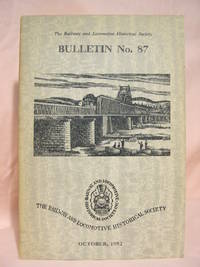 The Railway and Locomotive Historical Society
BULLETIN No. 87
THE RAILWAY AND LOCOMOTIVE HISTORICAL SOCIETY
OCTOBER, 1952